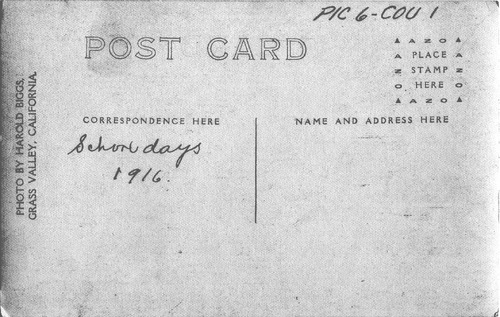 PIC 6-COU 1
POST CARD
AZO
PLACE
STAMP
HERE
AZO
CORRESPONDENCE HERE
NAME AND ADDRESS HERE
School days
1916.
PHOTO BY HAROLD BIGGS,
GRASS VALLEY, CALIFORNIA.